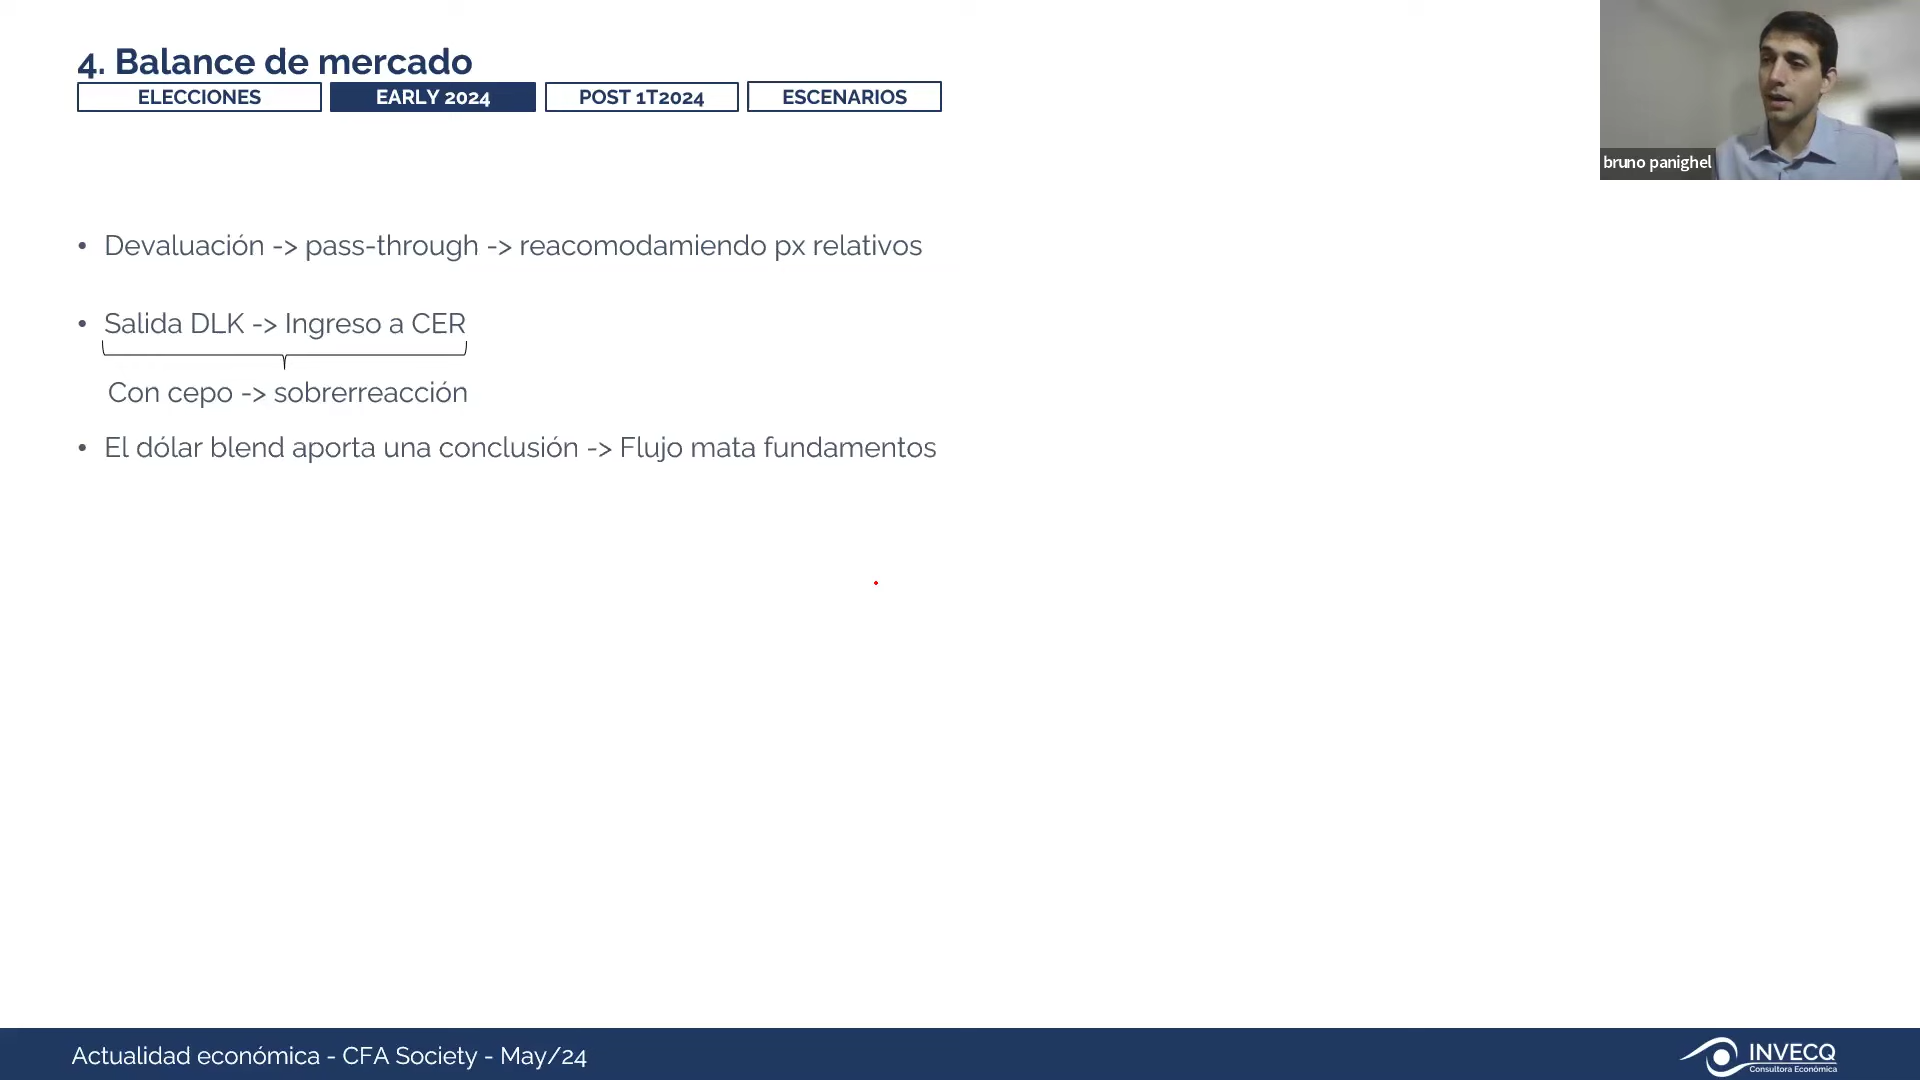 4. Balance de mercado
ELECCIONES
EARLY 2024
POST 1T2024
ESCENARIOS
bruno panighel
• Devaluación -> pass-through -> reacomodamiendo px relativos
• Salida DLK -> Ingreso a CER
Con cepo -> sobrerreacción
• El dólar blend aporta una conclusión -> Flujo mata fundamentos
Actualidad económica - CFA Society - May/24
INVECQ
Consultora Económica